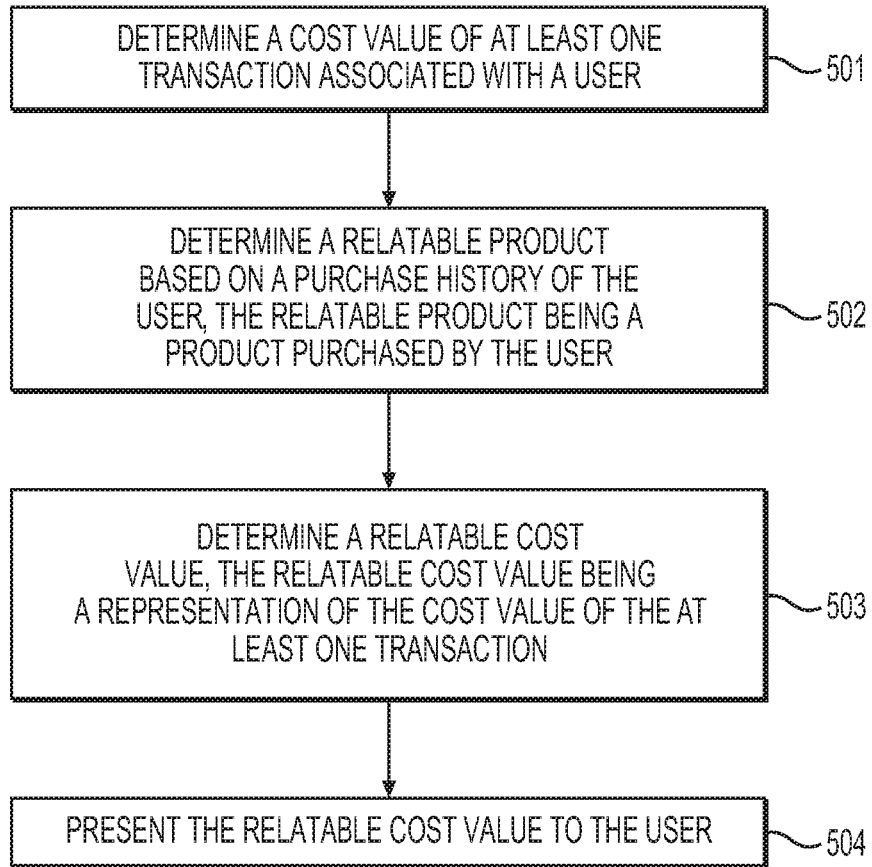 DETERMINE A COST VALUE OF AT LEAST ONE
TRANSACTION ASSOCIATED WITH A USER
501
DETERMINE A RELATABLE PRODUCT
BASED ON A PURCHASE HISTORY OF THE
USER, THE RELATABLE PRODUCT BEING A
PRODUCT PURCHASED BY THE USER
502
DETERMINE A RELATABLE COST
VALUE, THE RELATABLE COST VALUE BEING
A REPRESENTATION OF THE COST VALUE OF THE AT
LEAST ONE TRANSACTION
503
PRESENT THE RELATABLE COST VALUE TO THE USER
504